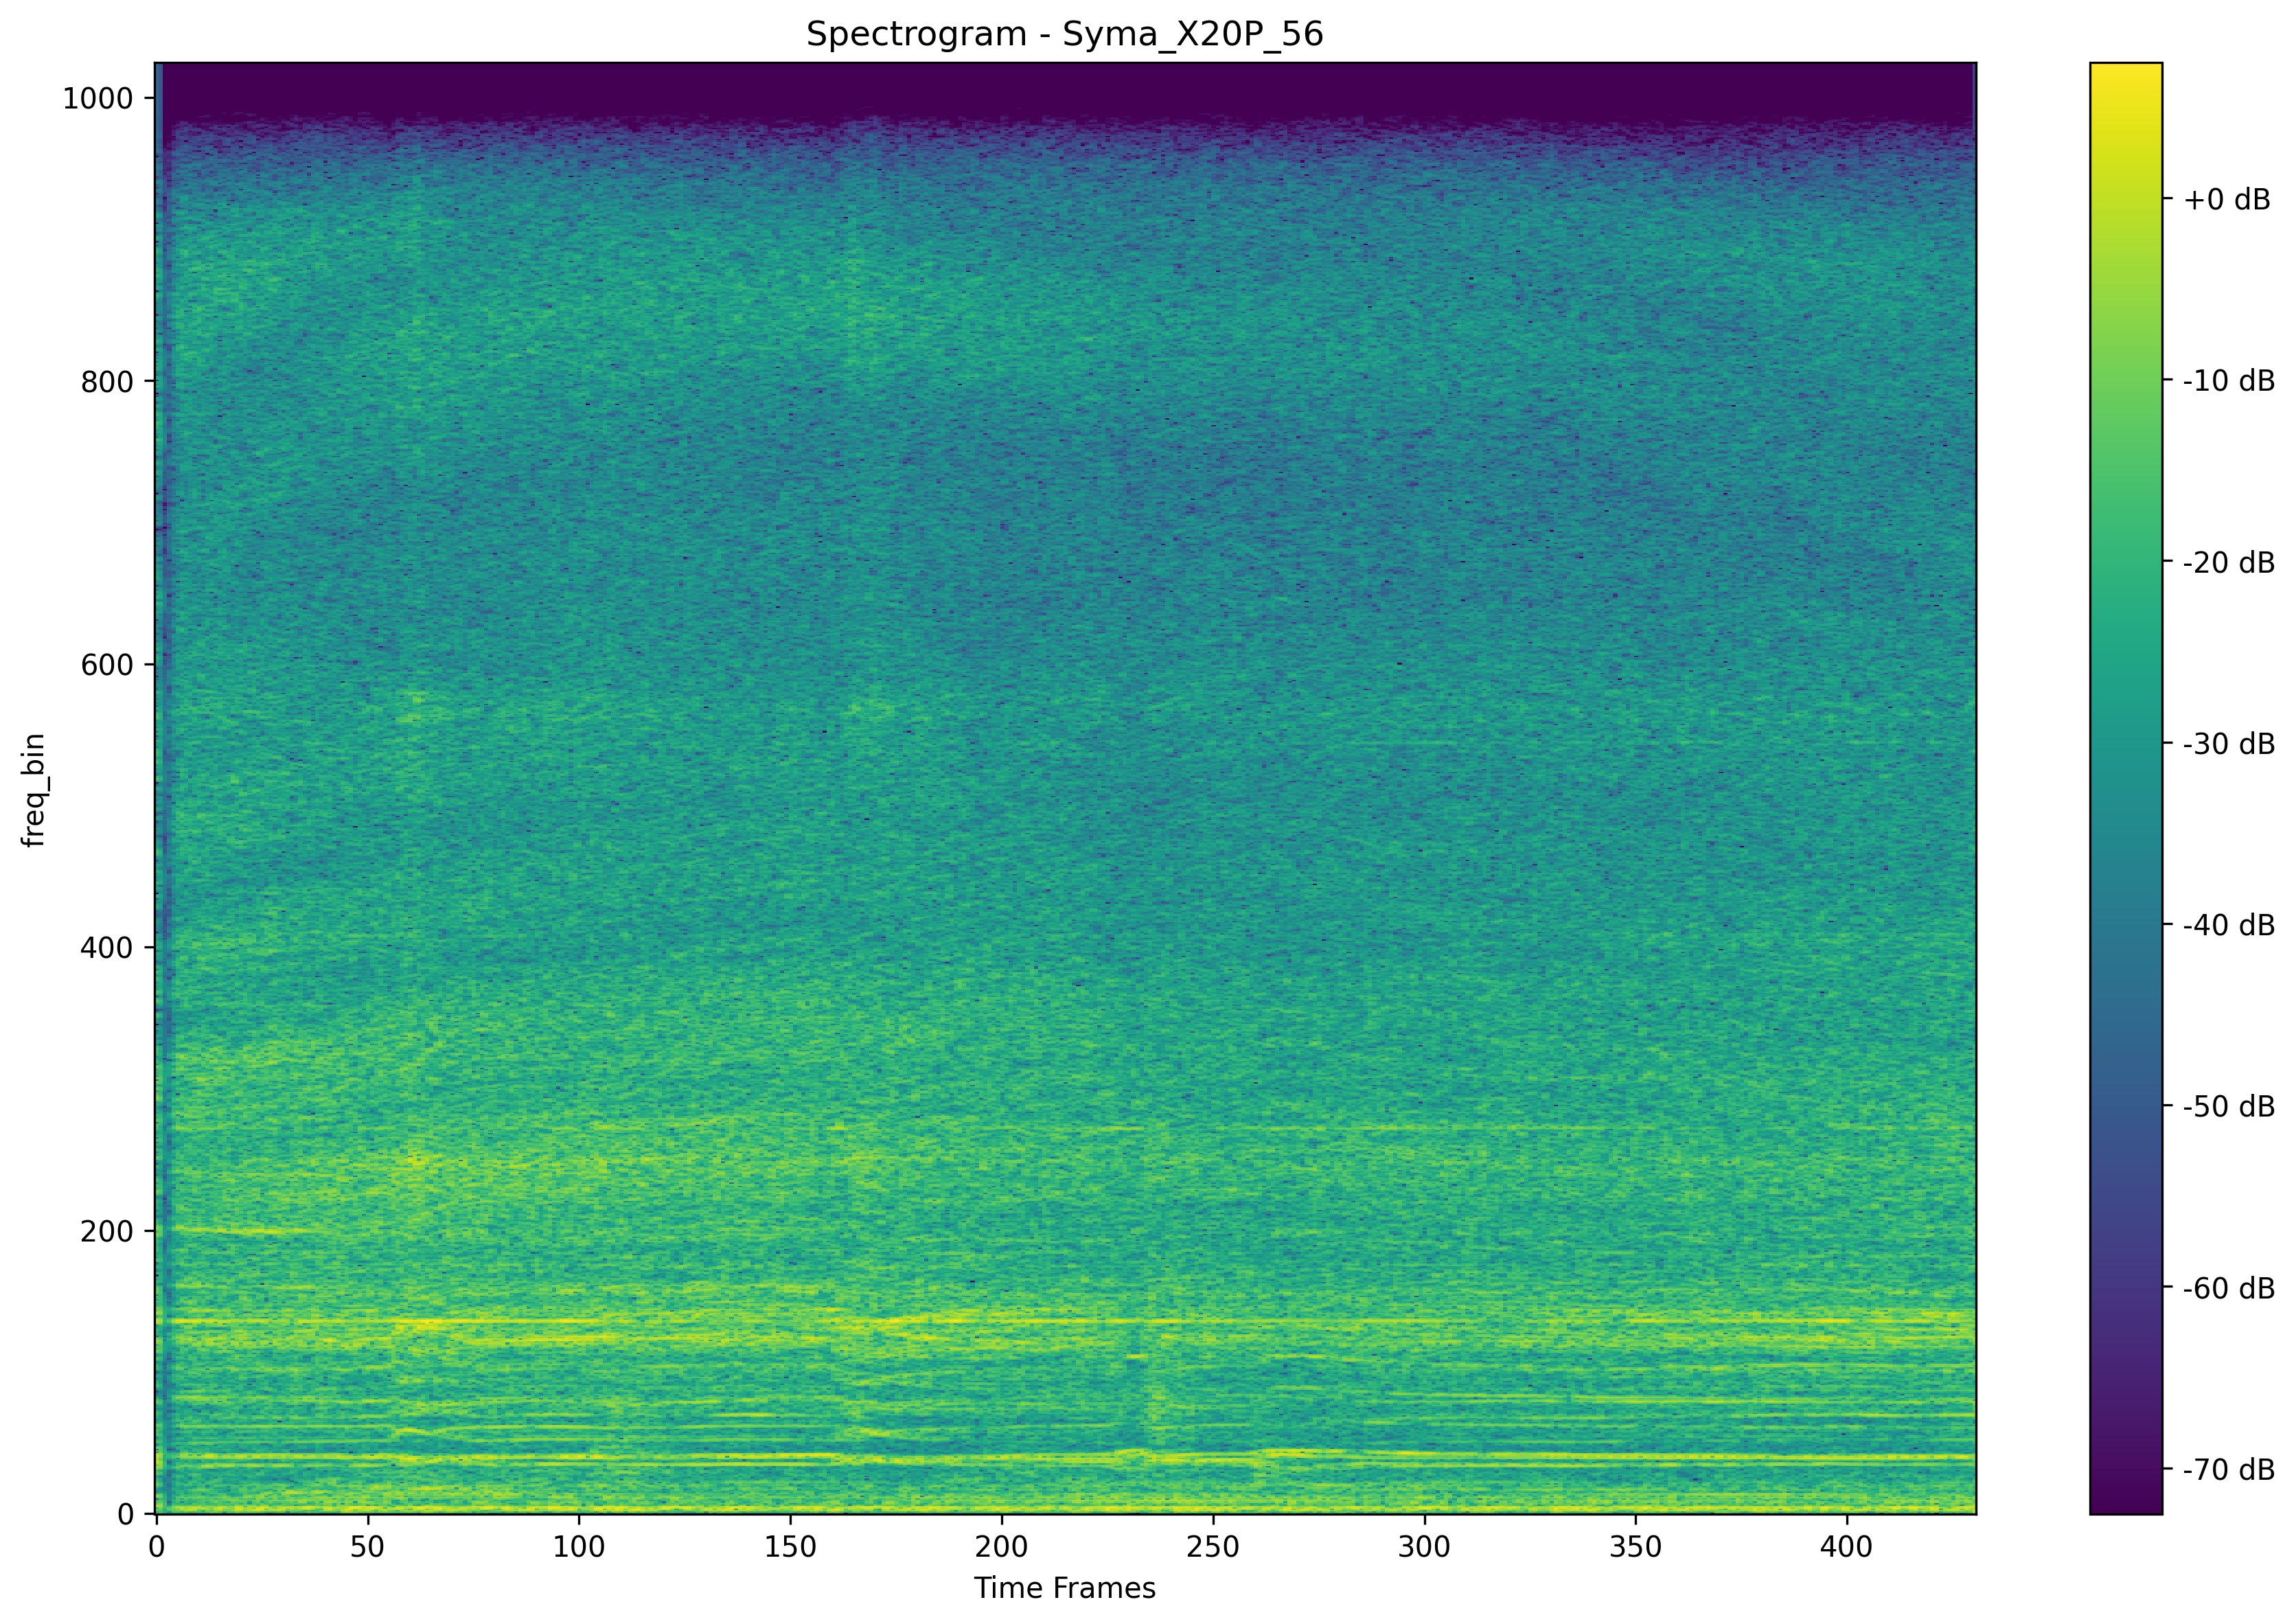 Spectrogram - Syma_X20P_56
1000
800
600
400
200
0
freq_bin
0 50 100 150 200 250 300 350 400
Time Frames
+0 dB
-10 dB
-20 dB
-30 dB
-40 dB
-50 dB
-60 dB
-70 dB